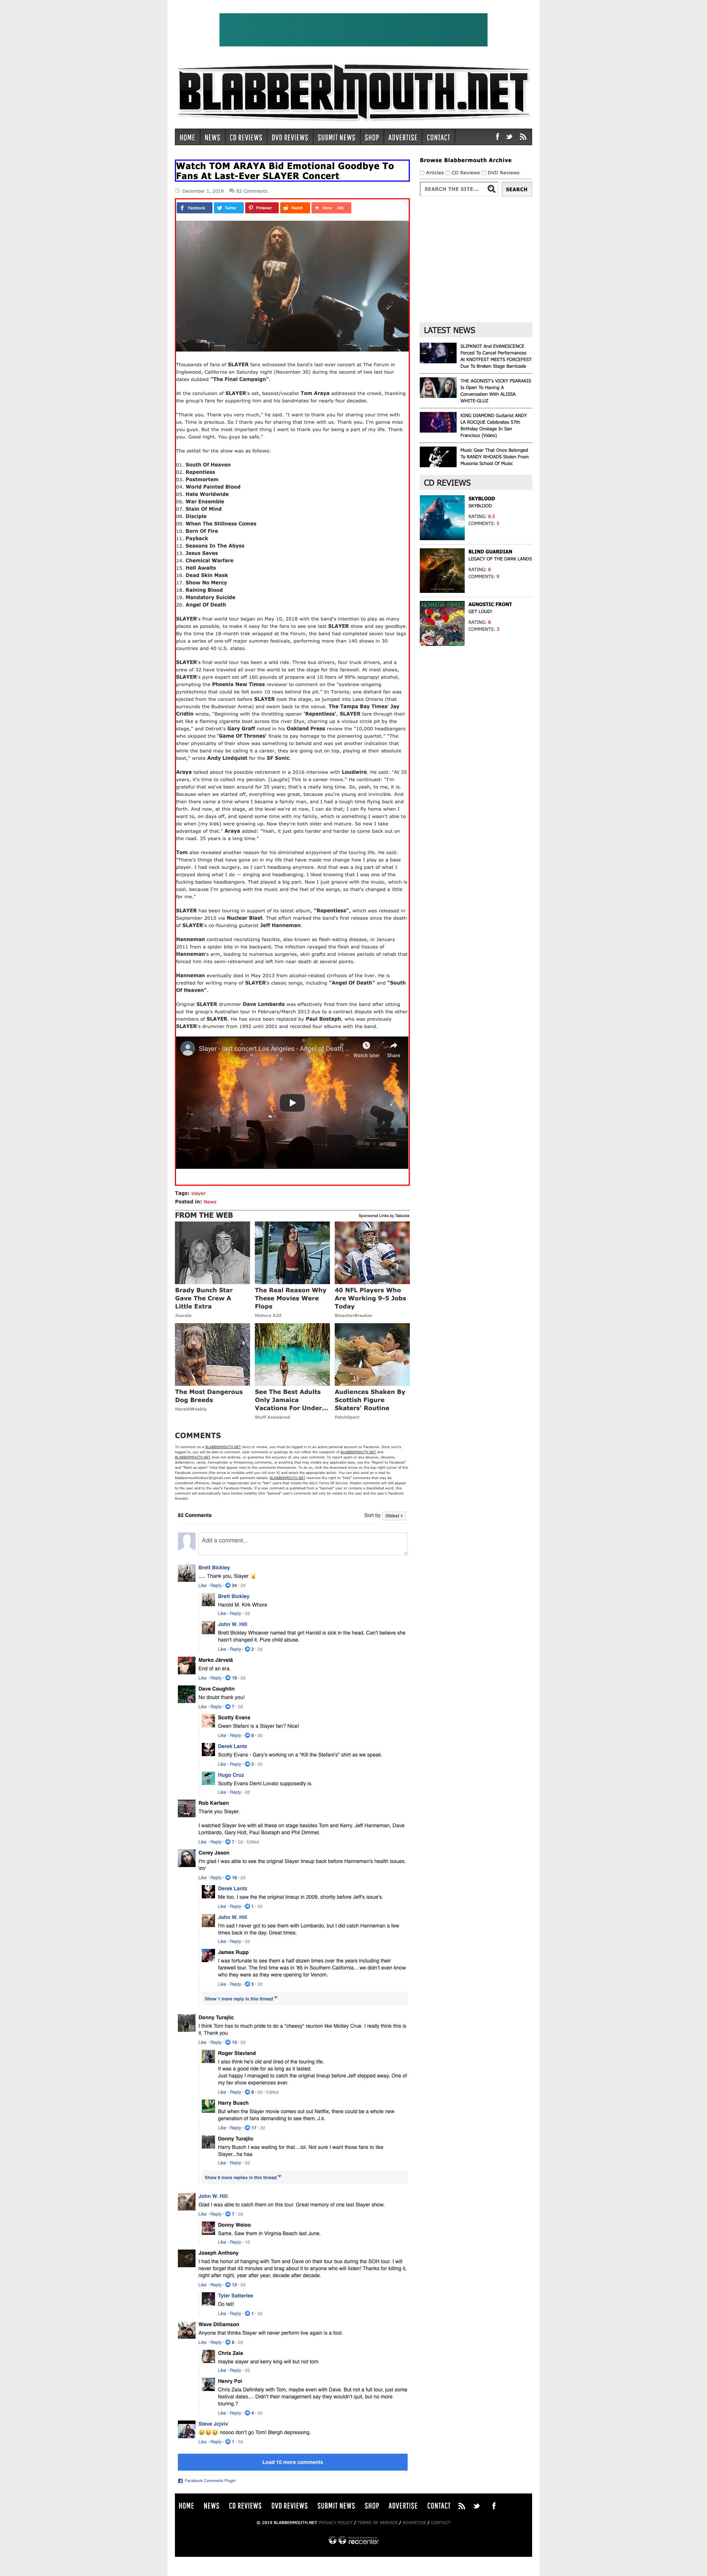 BLABBERMOUTH.NET
HOME NEWS CD REVIEWS DVD REVIEWS SUBMIT NEWS SHOP ADVERTISE CONTACT
Watch TOM ARAYA Bid Emotional Goodbye To
Fans At Last-Ever SLAYER Concert
December 1, 2019 82 Comments
Facebook Twitter Pinterest Reddit More
Thousands of fans of SLAYER fans witnessed the band's last-ever concert at The Forum in
Inglewood, California on Saturday night (November 30) during the second of two last tour
dates dubbed "The Final Campaign".
At the conclusion of SLAYER's set, bassist/vocalist Tom Araya addressed the crowd, thanking
the group's fans for supporting him and his bandmates for nearly four decades.
"Thank you. Thank you very much," he said. "I want to thank you for sharing your time with
us. Time is precious. So I thank you for sharing that time with us. Thank you. I'm gonna miss
you guys. But the most important thing is I want to thank you for being a part of my life. Thank
you. Good night. You guys be safe."
The setlist for the show was as follows:
01. South Of Heaven
02. Repentless
03. Postmortem
04. World Painted Blood
05. Hate Worldwide
06. War Ensemble
07. Stain Of Mind
08. Disciple
09. When The Stillness Comes
10. Born Of Fire
11. Payback
12. Seasons In The Abyss
13. Jesus Saves
14. Chemical Warfare
15. Hell Awaits
16. Dead Skin Mask
17. Show No Mercy
18. Raining Blood
19. Mandatory Suicide
20. Angel Of Death
SLAYER's final world tour began on May 10, 2018 with the band's intention to play as many
places as possible, to make it easy for the fans to see one last SLAYER show and say goodbye.
By the time the 18-month trek wrapped at the Forum, the band had completed seven tour legs
plus a series of one-off major summer festivals, performing more than 140 shows in 30
countries and 40 U.S. states.
SLAYER's final world tour has been a wild ride. Three bus drivers, four truck drivers, and a
crew of 32 have traveled all over the world to set the stage for this farewell. At most shows,
SLAYER's pyro expert set off 160 pounds of propane and 10 liters of 99% isopropyl alcohol,
prompting the Phoenix New Times reviewer to comment on the "eyebrow-singeing
pyrotechnics that could be felt even 10 rows behind the pit." In Toronto, one diehard fan was
ejected from the concert before SLAYER took the stage, so jumped into Lake Ontario (that
surrounds the Budweiser Arena) and swam back to the venue. The Tampa Bay Times' Jay
Cridlin wrote, "Beginning with the throttling opener 'Repentless', SLAYER tore through their
set like a flaming cigarette boat across the river Styx, churning up a vicious circle pit by the
stage," and Detroit's Gary Graff noted in his Oakland Press review the "10,000 headbangers
who skipped the 'Game Of Thrones' finale to pay homage to the pioneering quartet." "The
sheer physicality of their show was something to behold and was yet another indication that
while the band may be calling it a career, they are going out on top, playing at their absolute
best," wrote Andy Lindquist for the SF Sonic.
Araya talked about his possible retirement in a 2016 interview with Loudwire. He said: "At 35
years, it's time to collect my pension. [Laughs] This is a career move." He continued: "I'm
grateful that we've been around for 35 years; that's a really long time. So, yeah, to me, it is.
Because when we started off, everything was great, because you're young and invincible. And
then there came a time where I became a family man, and I had a tough time flying back and
forth. And now, at this stage, at the level we're at now, I can do that; I can fly home when I
want to, on days off, and spend some time with my family, which is something I wasn't able to
do when [my kids] were growing up. Now they're both older and mature. So now I take
advantage of that." Araya added: "Yeah, it just gets harder and harder to come back out on
the road. 35 years is a long time."
Tom also revealed another reason for his diminished enjoyment of the touring life. He said:
"There's things that have gone on in my life that have made me change how I play as a bass
player. I had neck surgery, so I can't headbang anymore. And that was a big part of what I
enjoyed doing what I do — singing and headbanging. I liked knowing that I was one of the
fucking badass headbangers. That played a big part. Now I just groove with the music, which is
cool, because I'm grooving with the music and the feel of the songs, so that's changed a little
for me."
SLAYER has been touring in support of its latest album, "Repentless", which was released in
September 2015 via Nuclear Blast. That effort marked the band's first release since the death
of SLAYER's co-founding guitarist Jeff Hanneman.
Hanneman contracted necrotizing fasciitis, also known as flesh-eating disease, in January
2011 from a spider bite in his backyard. The infection ravaged the flesh and tissues of
Hanneman's arm, leading to numerous surgeries, skin grafts and intense periods of rehab that
forced him into semi-retirement and left him near death at several points.
Hanneman eventually died in May 2013 from alcohol-related cirrhosis of the liver. He is
credited for writing many of SLAYER's classic songs, including "Angel Of Death" and "South
Of Heaven".
Original SLAYER drummer Dave Lombardo was effectively fired from the band after sitting
out the group's Australian tour in February/March 2013 due to a contract dispute with the other
members of SLAYER. He has since been replaced by Paul Bostaph, who was previously
SLAYER's drummer from 1992 until 2001 and recorded four albums with the band.
Slayer - last concert Los Angeles - Angel of Death...
Watch later Share
Tags: slayer
Posted in: News
FROM THE WEB
Sponsored Links by Taboola
Brady Bunch Star
Gave The Crew A
Little Extra
The Real Reason Why
These Movies Were
Flops
History A2Z
40 NFL Players Who
Are Working 9-5 Jobs
Today
BleacherBreaker
The Most Dangerous
Dog Breeds
HeraldWeekly
See The Best Adults
Only Jamaica
Vacations For Under...
Stuff Answered
Audiences Shaken By
Scottish Figure
Skaters' Routine
FetchSport
COMMENTS
82 Comments
Sort by Oldest
Add a comment...
Brett Bickley
..... Thank you, Slayer 🤘
Like · Reply · 34 · 2d
Brett Bickley
Harold M. Kirk Whore
Like · Reply · 2d
John W. Hill
Brett Bickley Whoever named that girl Harold is sick in the head. Can't believe she
hasn't changed it. Pure child abuse.
Like · Reply · 2 · 2d
Marko Järvelä
End of an era.
Like · Reply · 19 · 2d
Dave Coughlin
No doubt thank you!
Like · Reply · 7 · 2d
Scotty Evans
Gwen Stefani is a Slayer fan? Nice!
Like · Reply · 6 · 2d
Derek Lantz
Scotty Evans - Gary's working on a "Kill the Stefani's" shirt as we speak.
Like · Reply · 2 · 2d
Hugo Cruz
Scotty Evans Demi Lovato supposedly is.
Like · Reply · 2d
Rob Karlsen
Thank you Slayer.
I watched Slayer live with all these on stage besides Tom and Kerry. Jeff Hanneman, Dave
Lombardo, Gary Holt, Paul Bostaph and Phil Dimmel.
Like · Reply · 7 · 2d · Edited
Corey Jason
I'm glad I was able to see the original Slayer lineup back before Hanneman's health issues.
\m/
Like · Reply · 18 · 2d
Derek Lantz
Me too. I saw the the original lineup in 2009, shortly before Jeff's issue's.
Like · Reply · 1 · 2d
John W. Hill
I'm sad I never got to see them with Lombardo, but I did catch Hanneman a few
times back in the day. Great times.
Like · Reply · 2d
James Rupp
I was fortunate to see them a half dozen times over the years including their
farewell tour. The first time was in '85 in Southern California... we didn't even know
who they were as they were opening for Venom.
Like · Reply · 5 · 2d
Show 1 more reply in this thread
Donny Turajlic
I think Tom has to much pride to do a "cheesy" reunion like Motley Crue. I really think this is
it. Thank you
Like · Reply · 15 · 2d
Roger Stavland
I also think he's old and tired of the touring life.
It was a good ride for as long as it lasted.
Just happy I managed to catch the original lineup before Jeff stepped away. One of
my fav show experiences ever.
Like · Reply · 9 · 2d · Edited
Harry Busch
But when the Slayer movie comes out out Netflix, there could be a whole new
generation of fans demanding to see them. J.k.
Like · Reply · 17 · 2d
Donny Turajlic
Harry Busch I was waiting for that....lol. Not sure I want those fans to like
Slayer...ha haa
Like · Reply · 2d
Show 6 more replies in this thread
John W. Hill
Glad I was able to catch them on this tour. Great memory of one last Slayer show.
Like · Reply · 7 · 2d
Donny Weloo
Same. Saw them in Virginia Beach last June.
Like · Reply · 1d
Joseph Anthony
I had the honor of hanging with Tom and Dave on their tour bus during the SOH tour. I will
never forget that 45 minutes and brag about it to anyone who will listen! Thanks for killing it,
night after night, year after year, decade after decade.
Like · Reply · 13 · 2d
Tyler Satterlee
Do tell!
Like · Reply · 1 · 2d
Wave Dilliamson
Anyone that thinks Slayer will never perform live again is a fool.
Like · Reply · 6 · 2d
Chris Zala
maybe slayer and kerry king will but not tom
Like · Reply · 2d
Henry Poi
Chris Zala Definitely with Tom, maybe even with Dave. But not a full tour, just some
festival dates.... Didn't their management say they wouldn't quit, but no more
touring.?
Like · Reply · 4 · 2d
Steve Jcjviv
😢😢😢 noooo don't go Tom! Blergh depressing.
Like · Reply · 1 · 2d
Load 10 more comments
Facebook Comments Plugin
Browse Blabbermouth Archive
Articles CD Reviews DVD Reviews
SEARCH THE SITE... SEARCH
LATEST NEWS
SLIPKNOT And EVANESCENCE
Forced To Cancel Performances
At KNOTFEST MEETS FORCEFEST
Due To Broken Stage Barricade
THE AGONIST's VICKY PSARAKIS
Is Open To Having A
Conversation With ALISSA
WHITE-GLUZ
KING DIAMOND Guitarist ANDY
LA ROCQUE Celebrates 57th
Birthday Onstage In San
Francisco (Video)
Music Gear That Once Belonged
To RANDY RHOADS Stolen From
Musonia School Of Music
CD REVIEWS
SKYBLOOD
SKYBLOOD
RATING: 8.5
COMMENTS: 5
BLIND GUARDIAN
LEGACY OF THE DARK LANDS
RATING: 8
COMMENTS: 9
AGNOSTIC FRONT
GET LOUD!
RATING: 8
COMMENTS: 3
HOME NEWS CD REVIEWS DVD REVIEWS SUBMIT NEWS SHOP ADVERTISE CONTACT
© 2019 BLABBERMOUTH.NET PRIVACY POLICY / TERMS OF SERVICE / ADVERTISE / CONTACT
reccenter